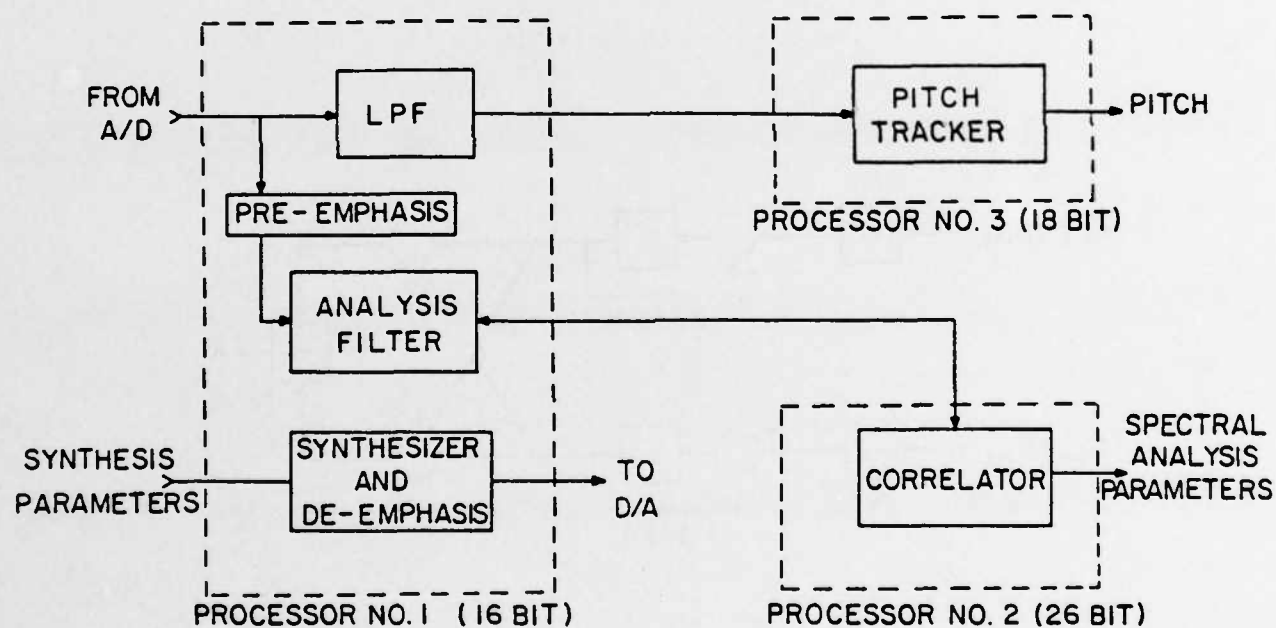 FROM
A/D
LPF
PITCH
TRACKER
PITCH
PRE-EMPHASIS
PROCESSOR NO. 3 (18 BIT)
ANALYSIS
FILTER
SYNTHESIS
PARAMETERS
SYNTHESIZER
AND
DE-EMPHASIS
TO
D/A
CORRELATOR
SPECTRAL
ANALYSIS
PARAMETERS
PROCESSOR NO. 1 (16 BIT)
PROCESSOR NO. 2 (26 BIT)